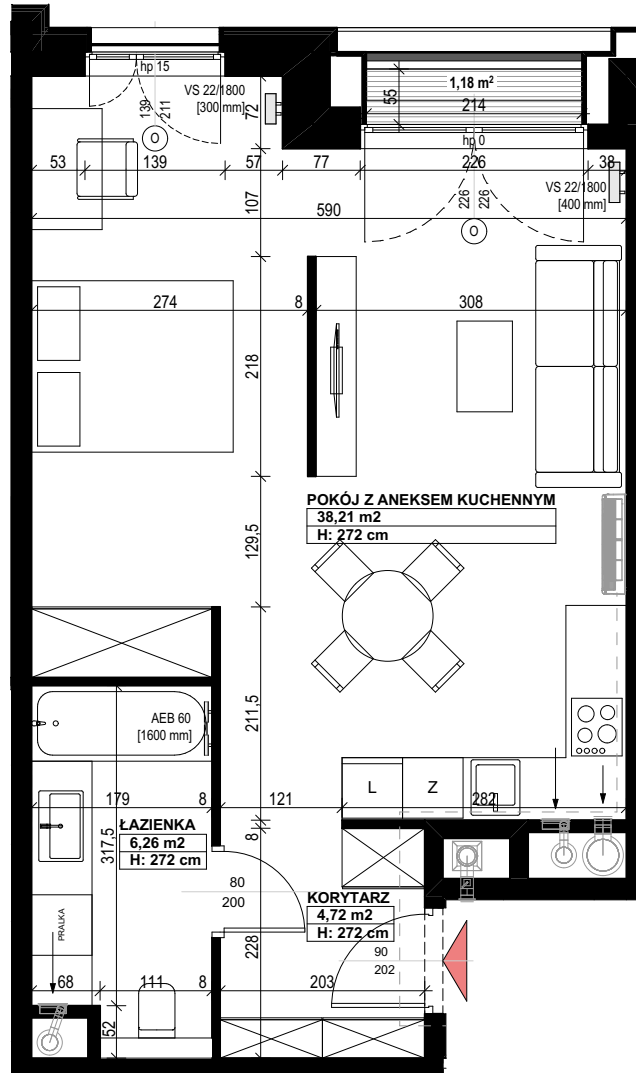 hp 15
VS 22/1800
[300 mm]
139
211
72
1,18 m²
55
214
hp 0
53
139
57
77
226
38
VS 22/1800
[400 mm]
107
226
226
590
274
8
308
218
POKÓJ Z ANEKSEM KUCHENNYM
38,21 m2
H: 272 cm
129,5
211,5
AEB 60
[1600 mm]
L
Z
179
8
121
282
ŁAZIENKA
6,26 m2
H: 272 cm
317,5
8
80
200
KORYTARZ
4,72 m2
H: 272 cm
PRALKA
228
90
202
68
111
8
203
52